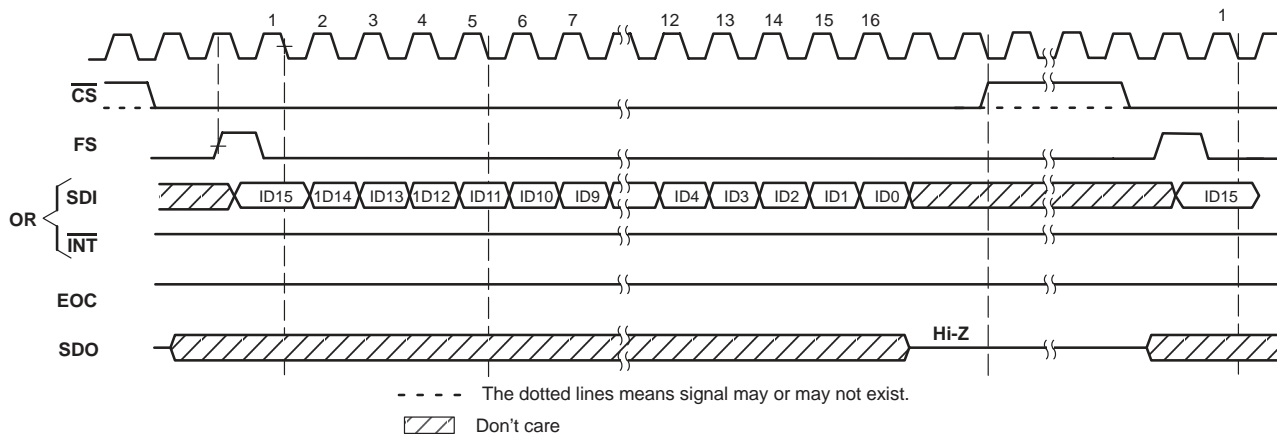 1 2 3 4 5 6 7 12 13 14 15 16 1
CS
FS
SDI ID15 1D14 ID13 1D12 ID11 ID10 ID9 ID4 ID3 ID2 ID1 ID0 ID15
OR
INT
EOC
SDO Hi-Z
The dotted lines means signal may or may not exist.
Don't care